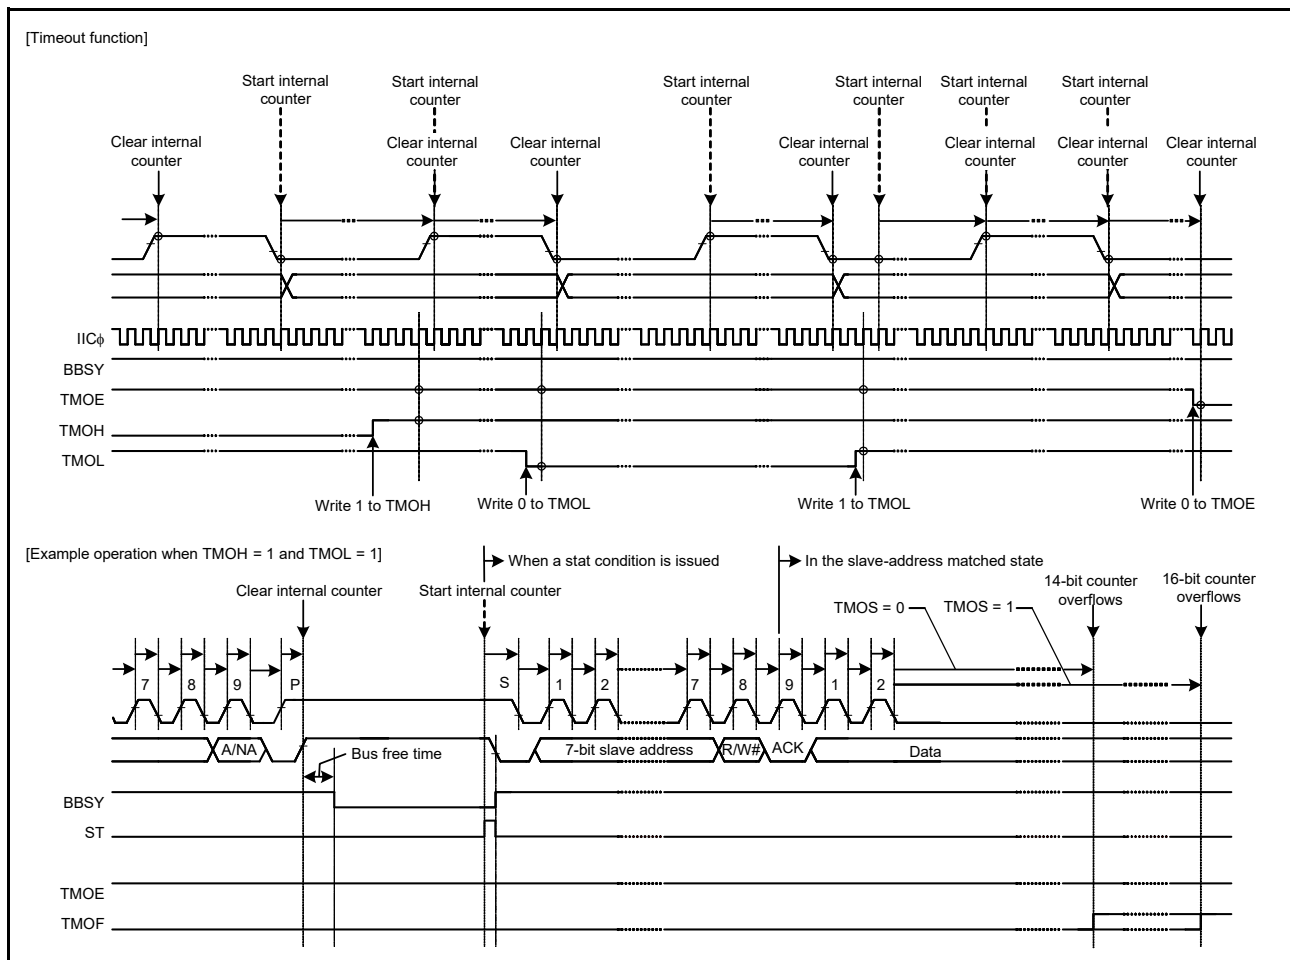 [Timeout function]
Start internal counter
Start internal counter
Start internal counter
Start internal counter
Start internal counter
Start internal counter
Clear internal counter
Clear internal counter
Clear internal counter
Clear internal counter
Clear internal counter
Clear internal counter
Clear internal counter
IICϕ
BBSY
TMOE
TMOH
TMOL
Write 1 to TMOH
Write 0 to TMOL
Write 1 to TMOL
Write 0 to TMOE
[Example operation when TMOH = 1 and TMOL = 1]
When a stat condition is issued
In the slave-address matched state
Clear internal counter
Start internal counter
14-bit counter overflows
16-bit counter overflows
TMOS = 0
TMOS = 1
7 8 9 P S 1 2 7 8 9 1 2
A/NA
7-bit slave address
R/W#
ACK
Data
Bus free time
BBSY
ST
TMOE
TMOF